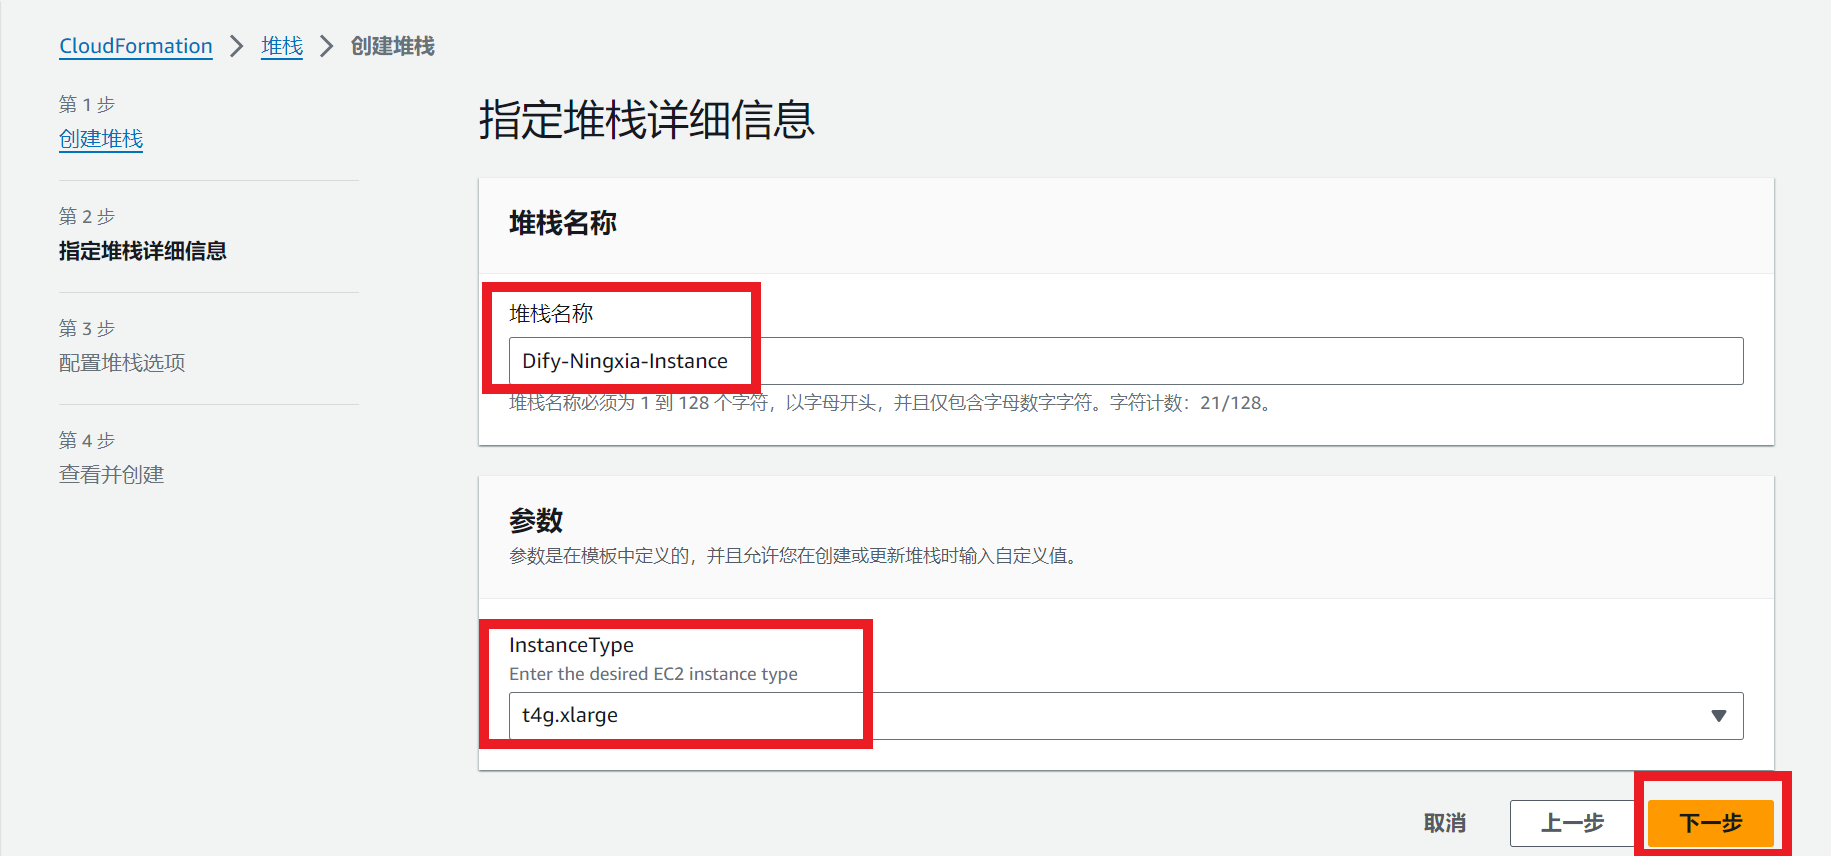 CloudFormation > 堆栈 > 创建堆栈
第 1 步
创建堆栈
第 2 步
指定堆栈详细信息
第 3 步
配置堆栈选项
第 4 步
查看并创建
指定堆栈详细信息
堆栈名称
堆栈名称
Dify-Ningxia-Instance
堆栈名称必须为 1 到 128 个字符，以字母开头，并且仅包含字母数字字符。字符计数：21/128。
参数
参数是在模板中定义的，并且允许您在创建或更新堆栈时输入自定义值。
InstanceType
Enter the desired EC2 instance type
t4g.xlarge
取消 上一步 下一步